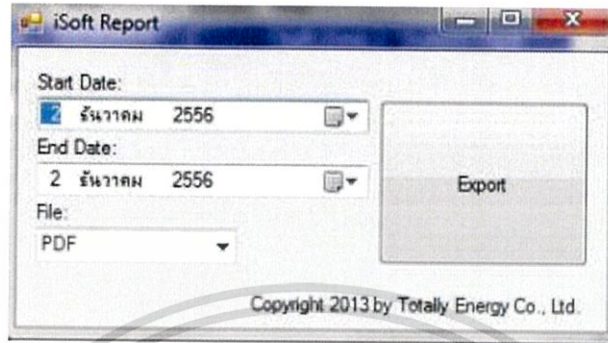 iSoft Report
Start Date:
2 ธันวาคม 2556
End Date:
2 ธันวาคม 2556
Export
File:
PDF
Copyright 2013 by Totally Energy Co., Ltd.